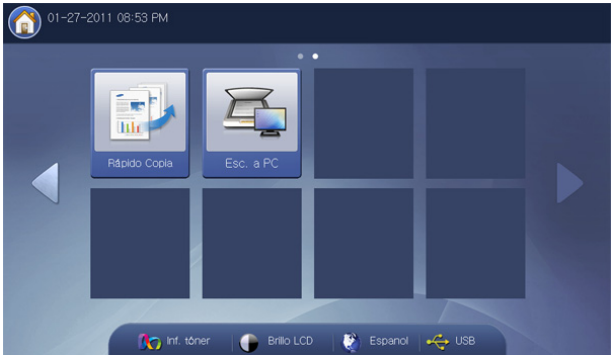 01-27-2011 08:53 PM
Rápido Copia
Esc. a PC
Inf. tóner
Brillo LCD
Espanol
USB